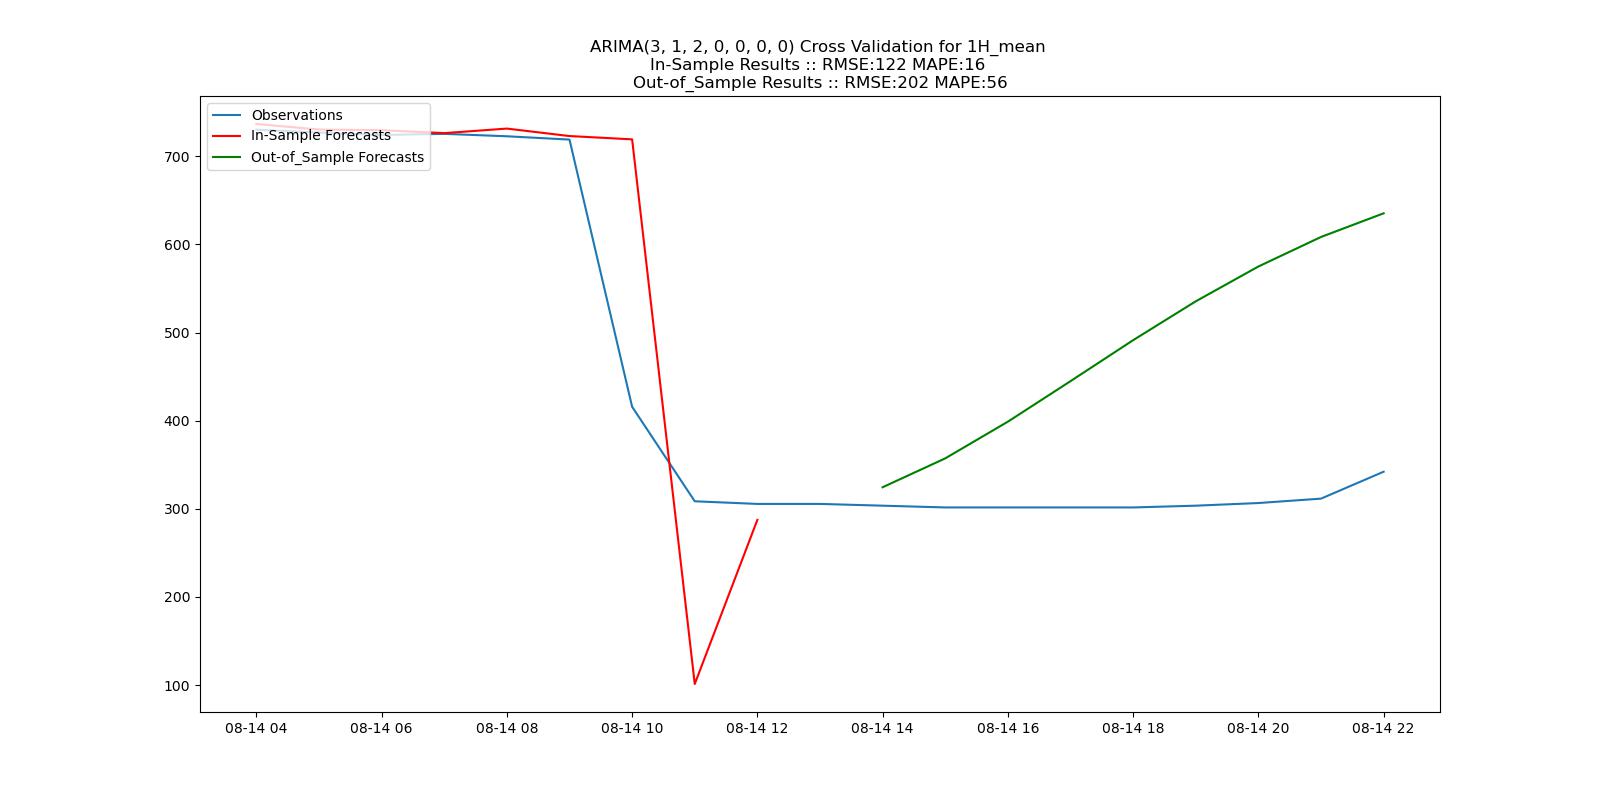 ARIMA(3, 1, 2, 0, 0, 0, 0) Cross Validation for 1H_mean
In-Sample Results :: RMSE:122 MAPE:16
Out-of_Sample Results :: RMSE:202 MAPE:56
Observations
In-Sample Forecasts
Out-of_Sample Forecasts
700
600
500
400
300
200
100
08-14 04 08-14 06 08-14 08 08-14 10 08-14 12 08-14 14 08-14 16 08-14 18 08-14 20 08-14 22